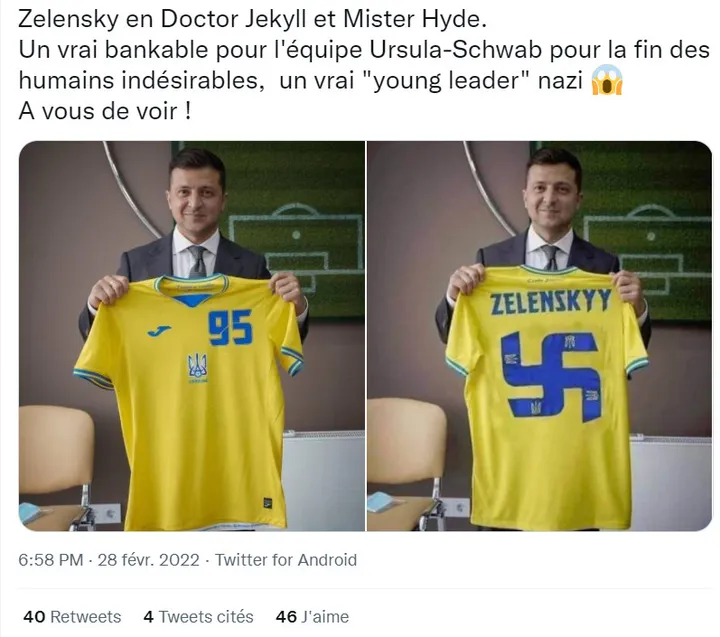 Zelensky en Doctor Jekyll et Mister Hyde.
Un vrai bankable pour l'équipe Ursula-Schwab pour la fin des
humains indésirables, un vrai "young leader" nazi 😱
A vous de voir !
95
ZELENSKYY
6:58 PM · 28 févr. 2022 · Twitter for Android
40 Retweets 4 Tweets cités 46 J'aime